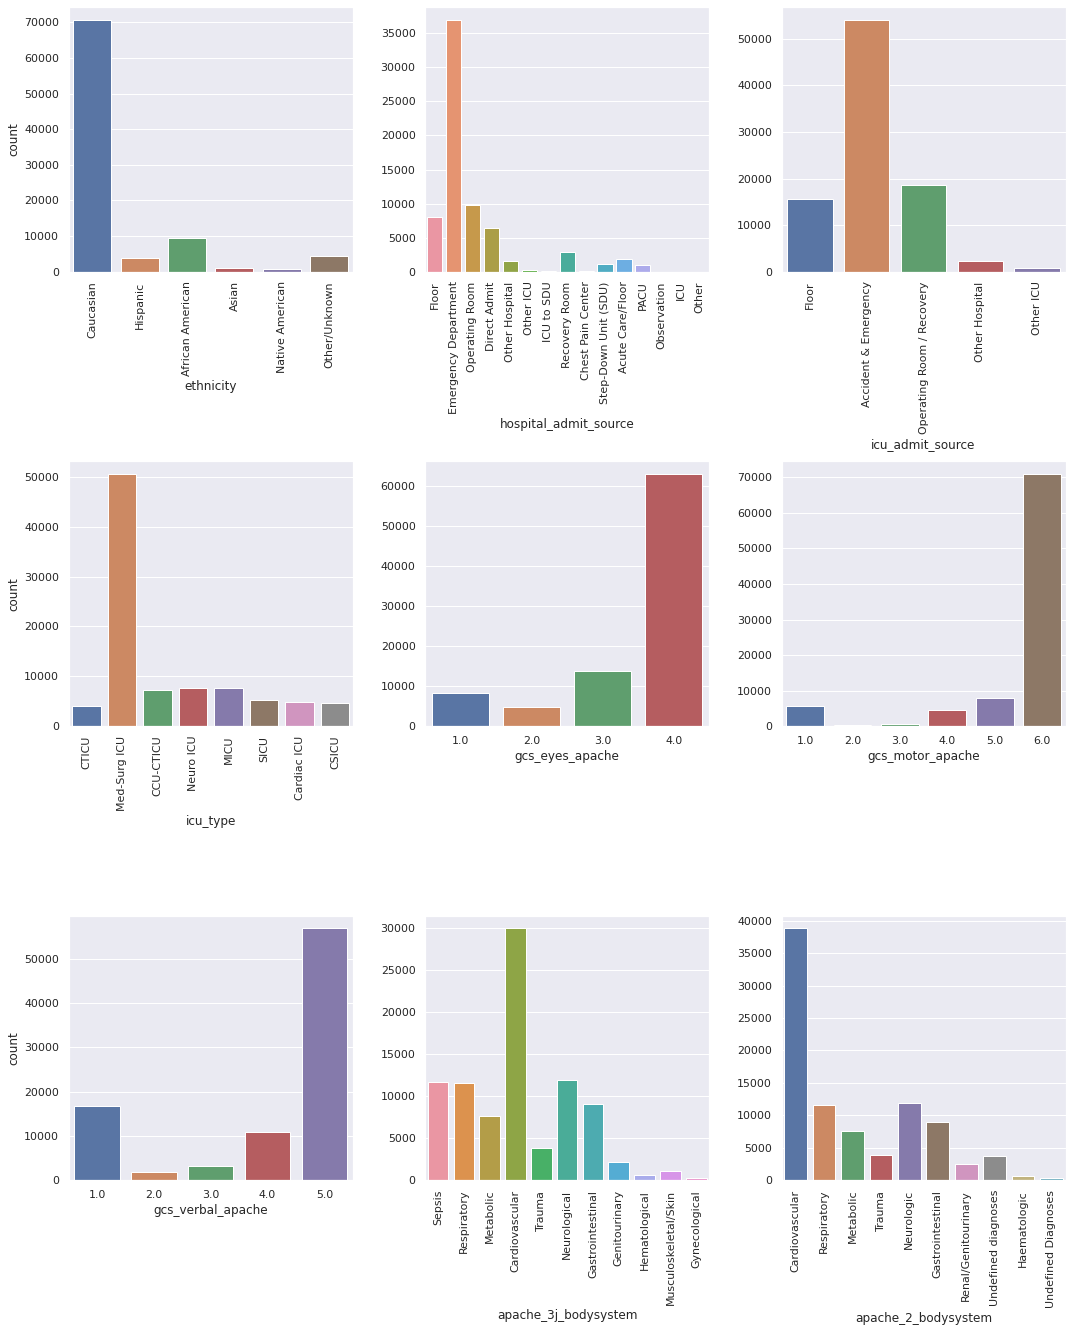 70000
60000
50000
40000
30000
20000
10000
0
count
Caucasian
Hispanic
African American
Asian
Native American
Other/Unknown
ethnicity
35000
30000
25000
20000
15000
10000
5000
0
Floor
Emergency Department
Operating Room
Direct Admit
Other Hospital
Other ICU
ICU to SDU
Recovery Room
Chest Pain Center
Step-Down Unit (SDU)
Acute Care/Floor
PACU
Observation
ICU
Other
hospital_admit_source
50000
40000
30000
20000
10000
0
Floor
Accident & Emergency
Operating Room / Recovery
Other Hospital
Other ICU
icu_admit_source
50000
40000
30000
20000
10000
0
count
CTICU
Med-Surg ICU
CCU-CTICU
Neuro ICU
MICU
SICU
Cardiac ICU
CSICU
icu_type
60000
50000
40000
30000
20000
10000
0
1.0 2.0 3.0 4.0
gcs_eyes_apache
70000
60000
50000
40000
30000
20000
10000
0
1.0 2.0 3.0 4.0 5.0 6.0
gcs_motor_apache
50000
40000
30000
20000
10000
0
count
1.0 2.0 3.0 4.0 5.0
gcs_verbal_apache
30000
25000
20000
15000
10000
5000
0
Sepsis
Respiratory
Metabolic
Cardiovascular
Trauma
Neurological
Gastrointestinal
Genitourinary
Hematological
Musculoskeletal/Skin
Gynecological
apache_3j_bodysystem
40000
35000
30000
25000
20000
15000
10000
5000
0
Cardiovascular
Respiratory
Metabolic
Trauma
Neurologic
Gastrointestinal
Renal/Genitourinary
Undefined diagnoses
Haematologic
Undefined Diagnoses
apache_2_bodysystem